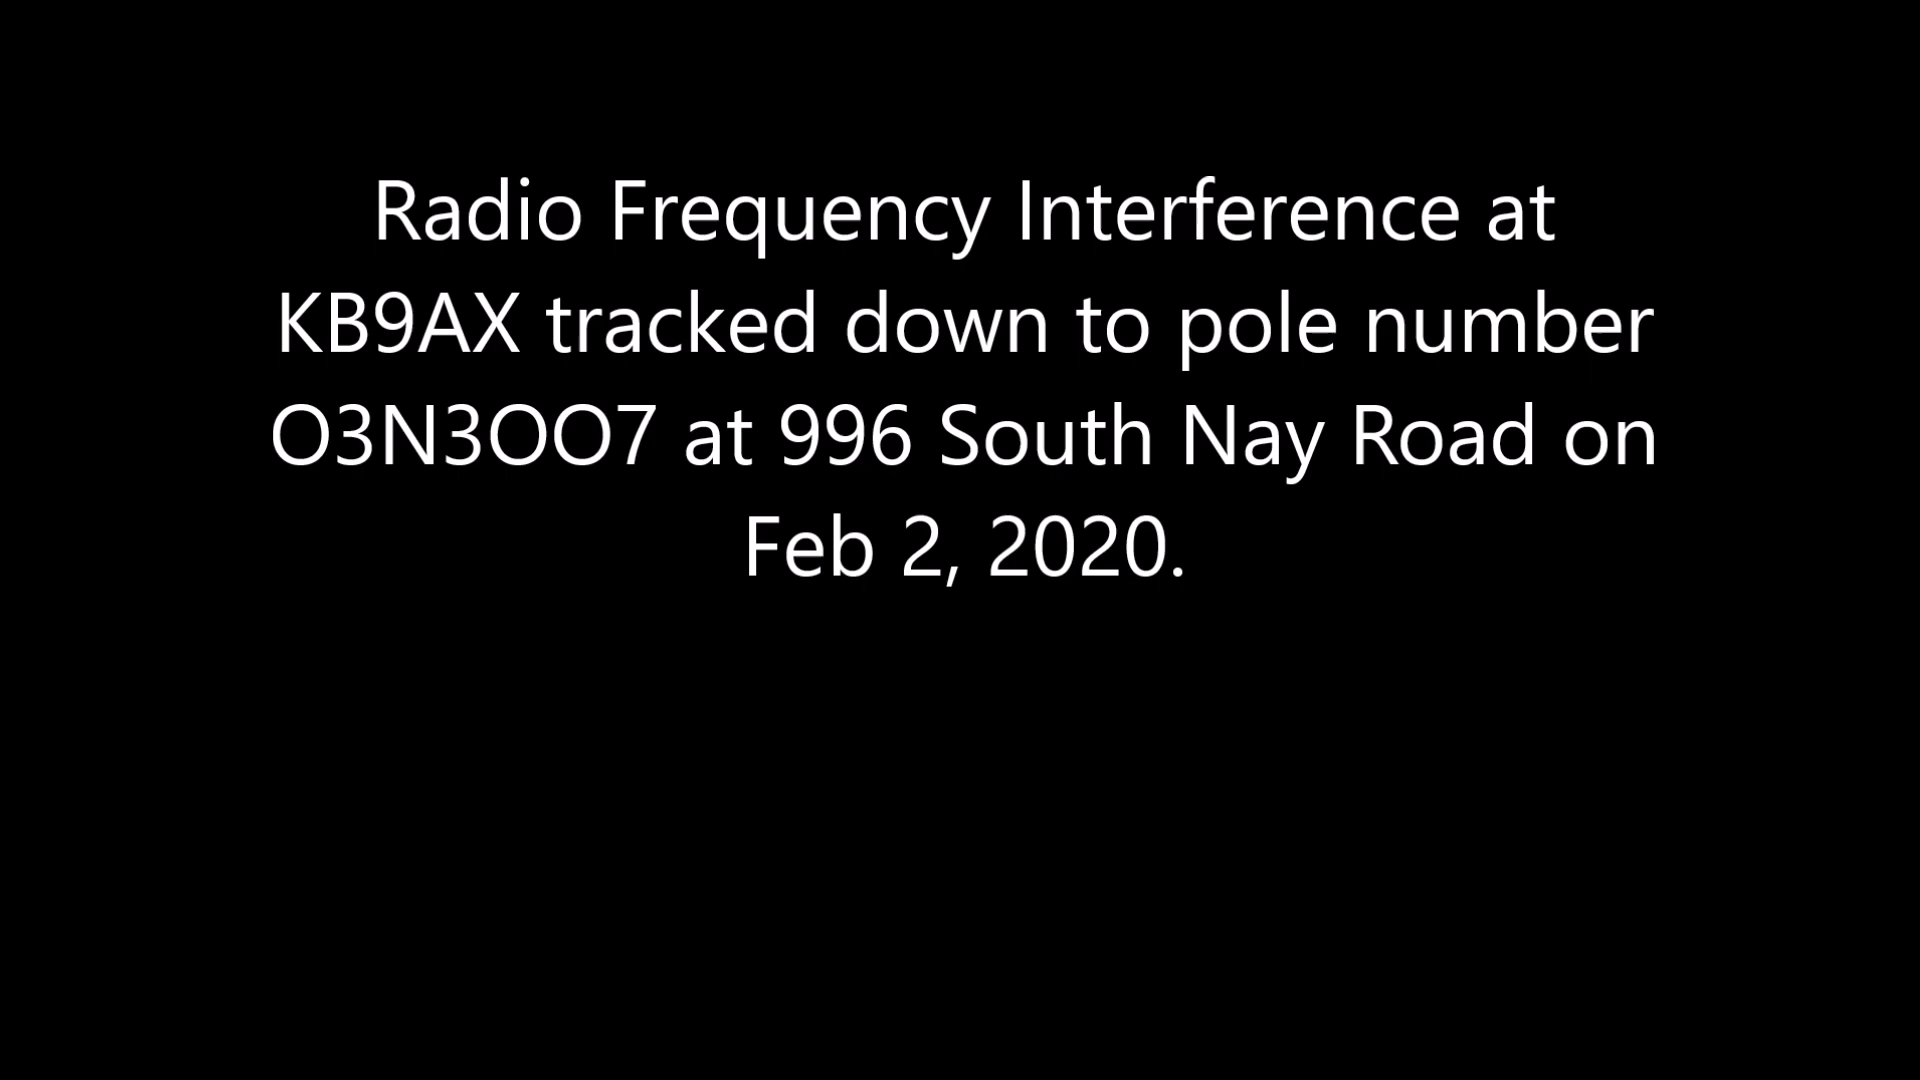 Radio Frequency Interference at
KB9AX tracked down to pole number
O3N3OO7 at 996 South Nay Road on
Feb 2, 2020.